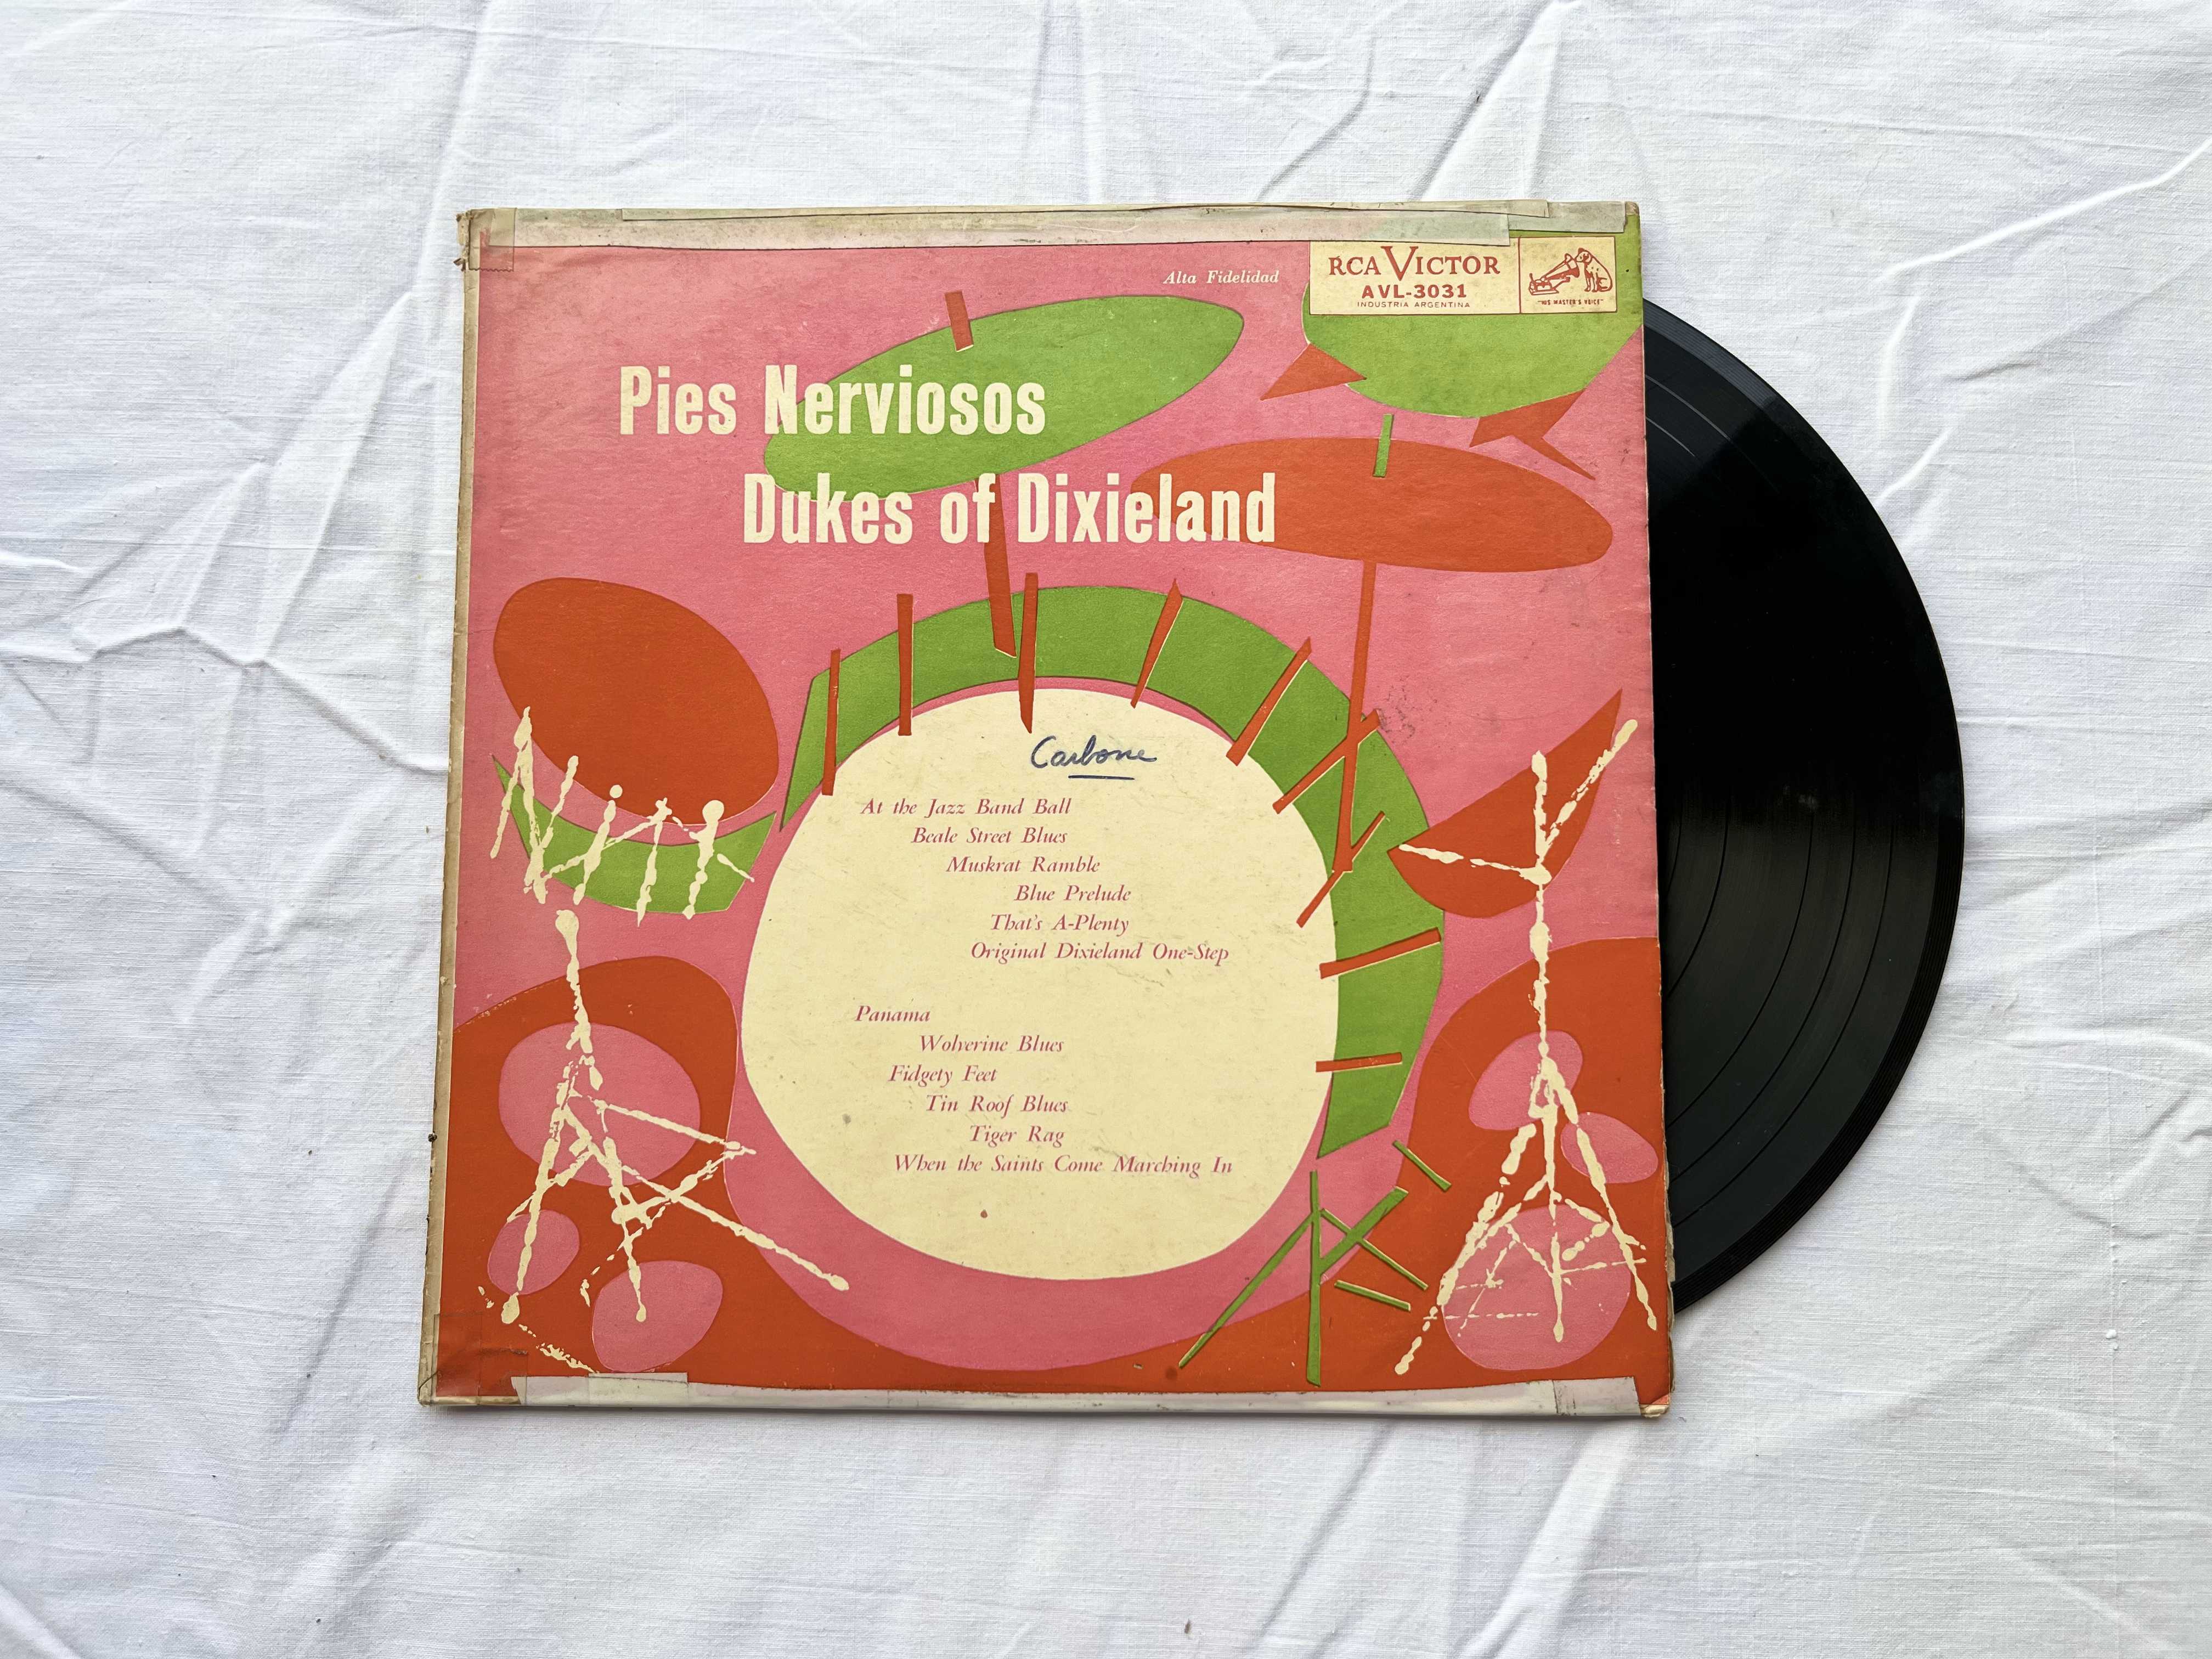 Alta Fidelidad
RCA VICTOR
AVL-3031
INDUSTRIA ARGENTINA
"HIS MASTER'S VOICE"
Pies Nerviosos
Dukes of Dixieland
Carbone
At the Jazz Band Ball
Beale Street Blues
Muskrat Ramble
Blue Prelude
That's A-Plenty
Original Dixieland One-Step
Panama
Wolverine Blues
Fidgety Feet
Tin Roof Blues
Tiger Rag
When the Saints Come Marching In